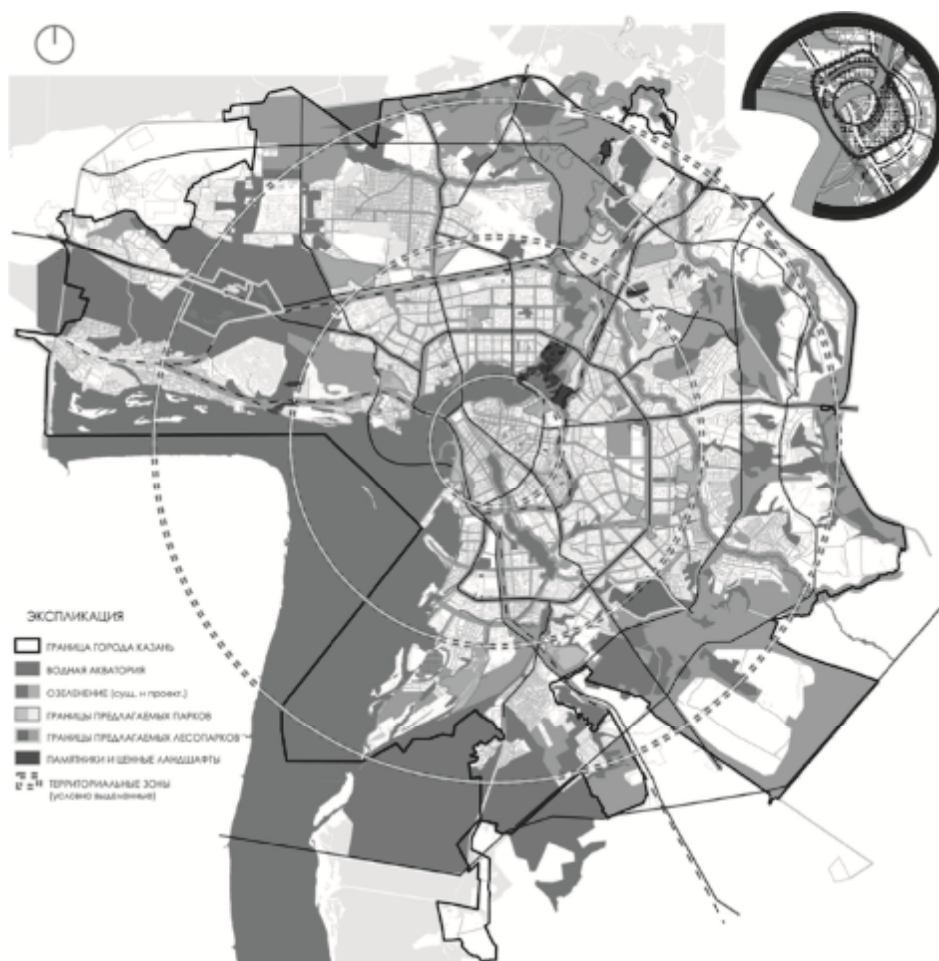 ЭКСПЛИКАЦИЯ
ГРАНИЦА ГОРОДА КАЗАНЬ
ВОДНАЯ АКВАТОРИЯ
ОЗЕЛЕНЕНИЕ (сущ. и проект.)
ГРАНИЦЫ ПРЕДЛАГАЕМЫХ ПАРКОВ
ГРАНИЦЫ ПРЕДЛАГАЕМЫХ ЛЕСОПАРКОВ
ПАМЯТНИКИ И ЦЕННЫЕ ЛАНДШАФТЫ
ТЕРРИТОРИАЛЬНЫЕ ЗОНЫ
(условно выделенные)